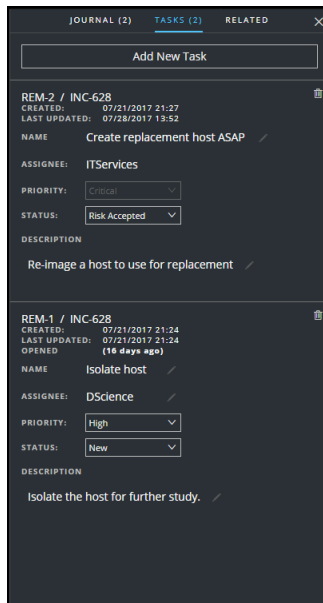 JOURNAL (2) TASKS (2) RELATED
Add New Task
REM-2 / INC-628
CREATED: 07/21/2017 21:27
LAST UPDATED: 07/28/2017 13:52
NAME Create replacement host ASAP
ASSIGNEE: ITServices
PRIORITY: Critical
STATUS: Risk Accepted
DESCRIPTION
Re-image a host to use for replacement
REM-1 / INC-628
CREATED: 07/21/2017 21:24
LAST UPDATED: 07/21/2017 21:24
OPENED (16 days ago)
NAME Isolate host
ASSIGNEE: DScience
PRIORITY: High
STATUS: New
DESCRIPTION
Isolate the host for further study.